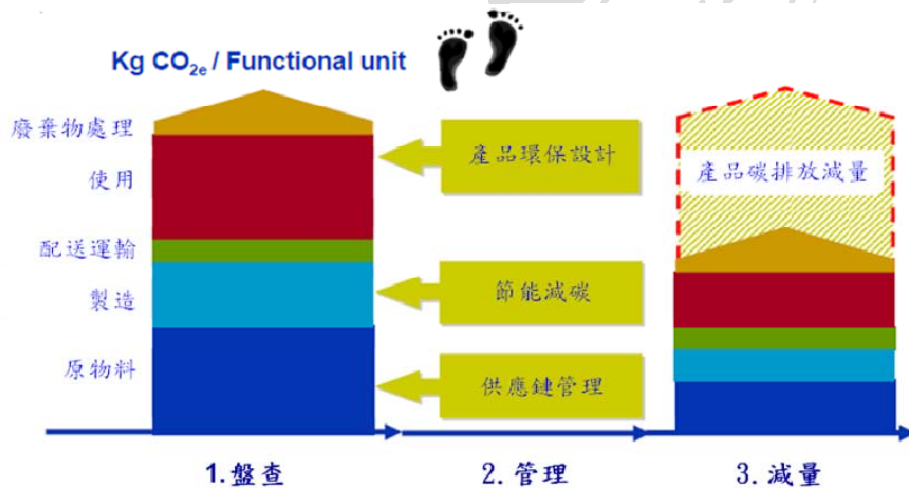 Kg CO2e / Functional unit
廢棄物處理
使用
配送運輸
製造
原物料
產品環保設計
節能減碳
供應鏈管理
產品碳排放減量
1.盤查
2.管理
3.減量